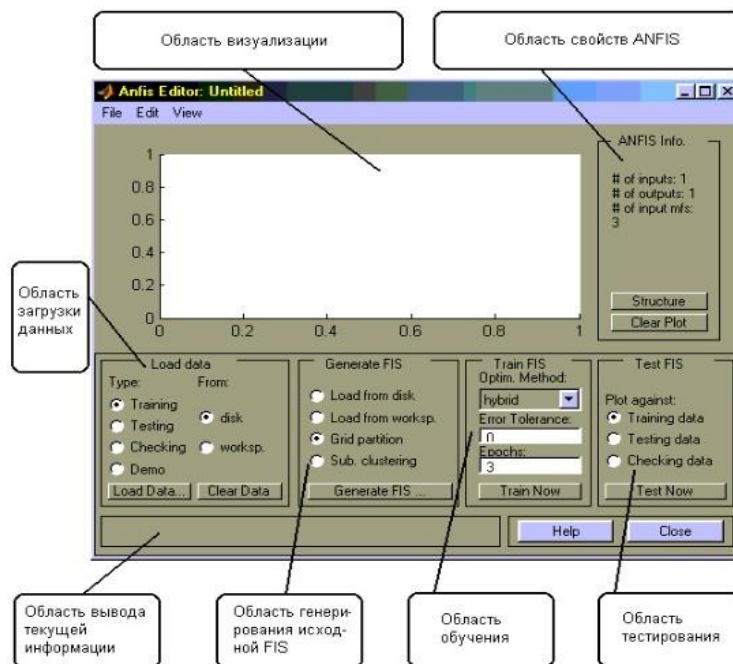 Область визуализации
Область свойств ANFIS
Anfis Editor: Untitled
File Edit View
ANFIS Info.
# of inputs: 1
# of outputs: 1
# of input mfs:
3
Structure
Clear Plot
1
0.8
0.6
0.4
0.2
0
0 0.2 0.4 0.6 0.8 1
Область
загрузки
данных
Load data
Type: From:
Training
Testing
Checking
Demo
disk
worksp.
Load Data... Clear Data
Generate FIS
Load from disk
Load from worksp.
Grid partition
Sub. clustering
Generate FIS ...
Train FIS
Optim. Method:
hybrid
Error Tolerance:
0
Epochs:
3
Train Now
Test FIS
Plot against:
Training data
Testing data
Checking data
Test Now
Help Close
Область вывода
текущей
информации
Область генери-
рования исход-
ной FIS
Область
обучения
Область
тестирования